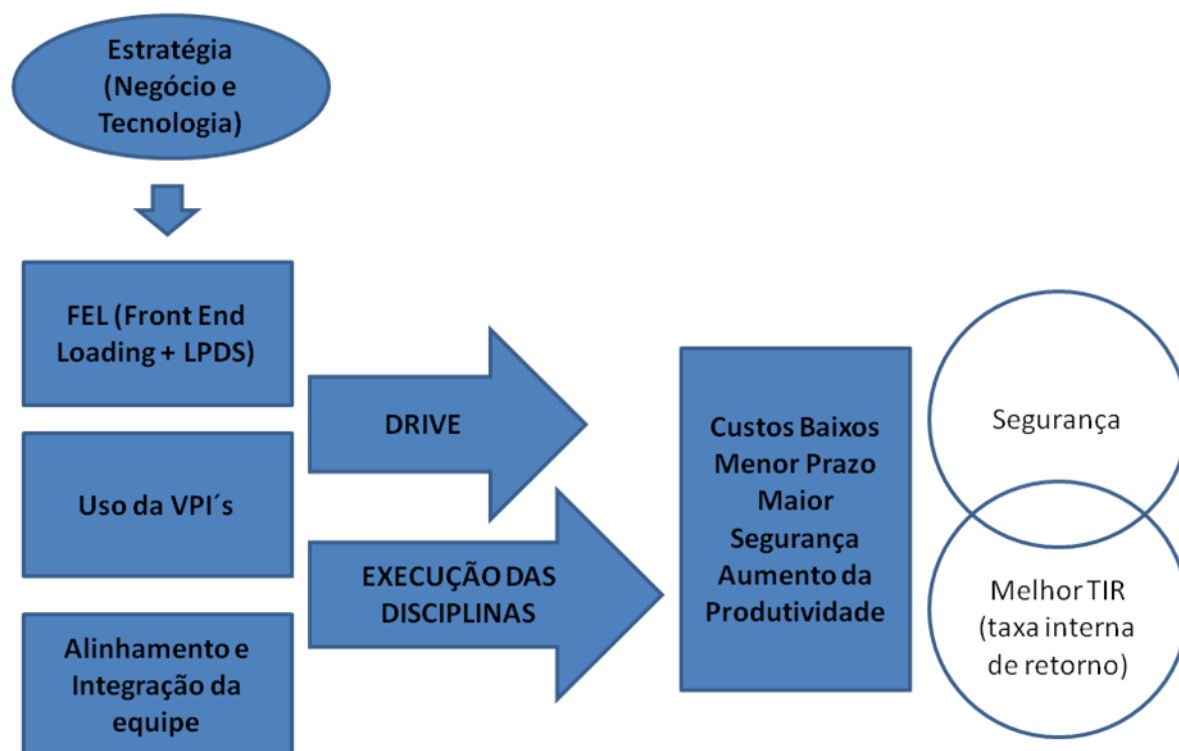 Estratégia
(Negócio e
Tecnologia)
FEL (Front End
Loading + LPDS)
Uso da VPI´s
Alinhamento e
Integração da
equipe
DRIVE
EXECUÇÃO DAS
DISCIPLINAS
Custos Baixos
Menor Prazo
Maior
Segurança
Aumento da
Produtividade
Segurança
Melhor TIR
(taxa interna
de retorno)